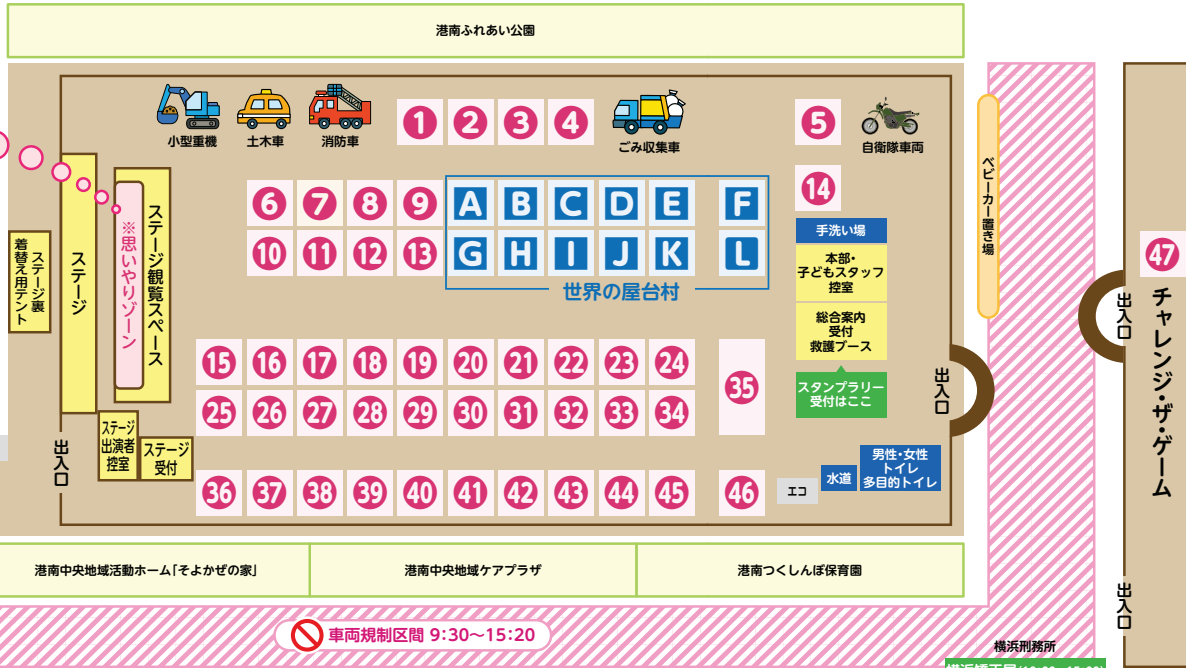 港南ふれあい公園
小型重機
土木車
消防車
1
2
3
4
ごみ収集車
5
自衛隊車両
ベビーカー置き場
6
7
8
9
A
B
C
D
E
F
14
10
11
12
13
G
H
I
J
K
L
世界の屋台村
手洗い場
本部・
子どもスタッフ
控室
総合案内
受付
救護ブース
スタンプラリー
受付はここ
ステージ裏
着替え用テント
ステージ
※思いやりゾーン
ステージ観覧スペース
15
16
17
18
19
20
21
22
23
24
35
25
26
27
28
29
30
31
32
33
34
出入口
出入口
ステージ
出演者
控室
ステージ
受付
36
37
38
39
40
41
42
43
44
45
46
エコ
水道
男性・女性
トイレ
多目的トイレ
47
チャレンジ・ザ・ゲーム
出入口
出入口
港南中央地域活動ホーム「そよかぜの家」
港南中央地域ケアプラザ
港南つくしんぼ保育園
車両規制区間 9:30～15:20
横浜刑務所